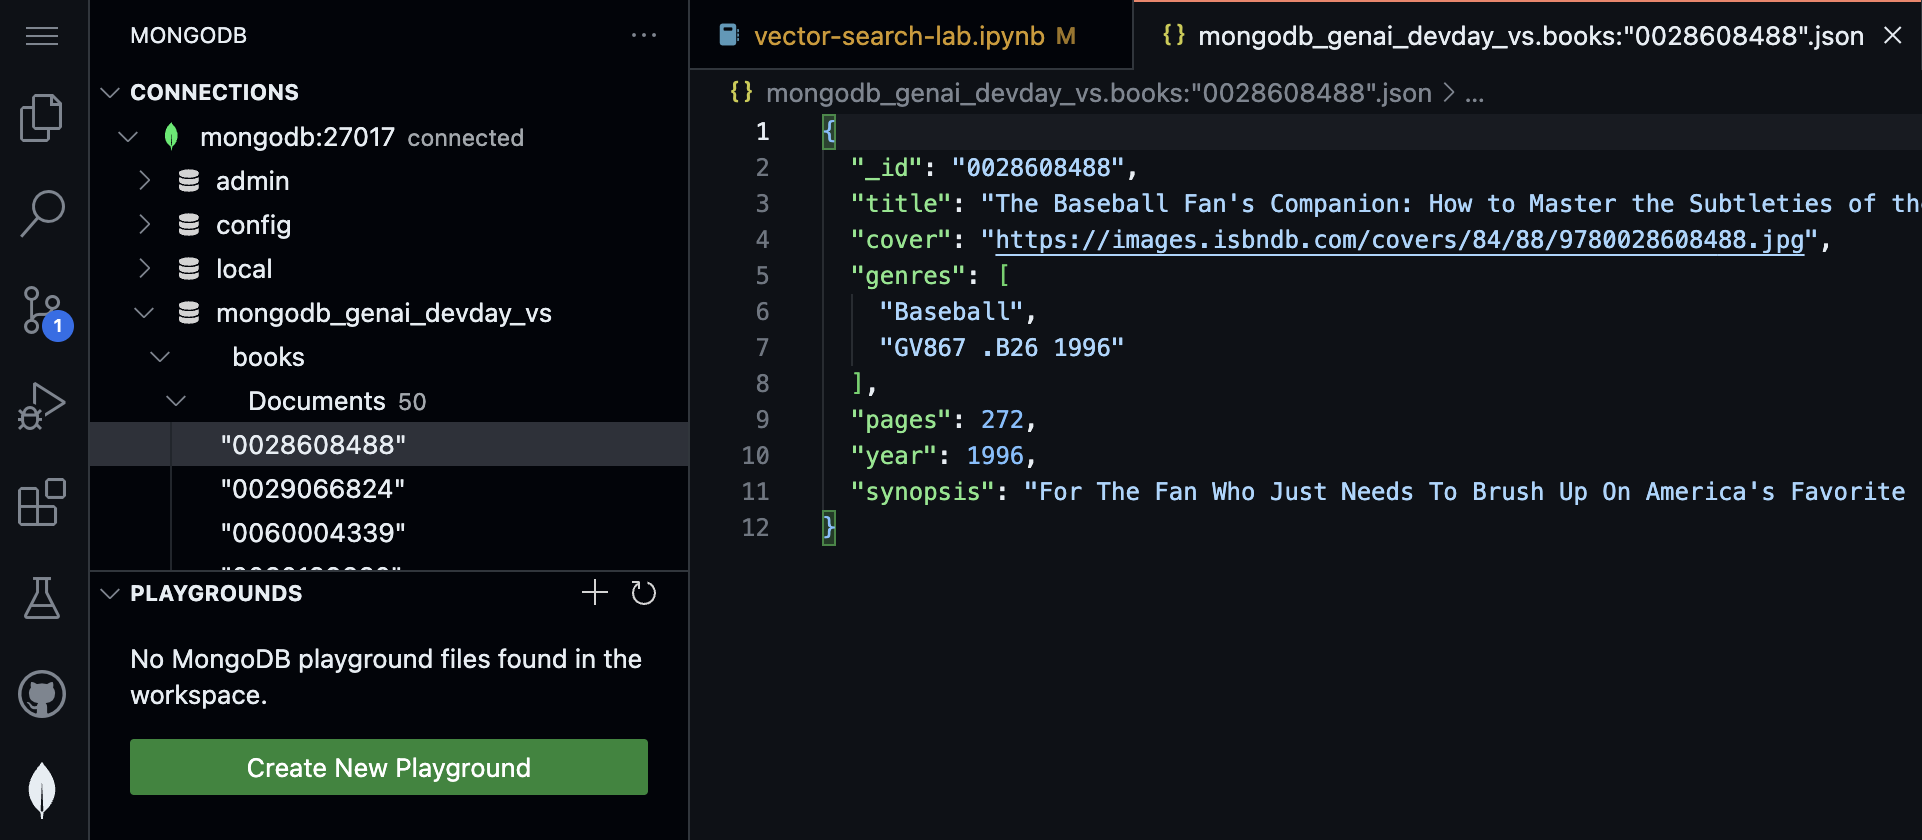 MONGODB
CONNECTIONS
mongodb:27017 connected
admin
config
local
mongodb_genai_devday_vs
books
Documents 50
"0028608488"
"0029066824"
"0060004339"
PLAYGROUNDS
No MongoDB playground files found in the
workspace.
Create New Playground
1
vector-search-lab.ipynb M
{} mongodb_genai_devday_vs.books:"0028608488".json
{} mongodb_genai_devday_vs.books:"0028608488".json > ...
1 {
2 "_id": "0028608488",
3 "title": "The Baseball Fan's Companion: How to Master the Subtleties of th
4 "cover": "https://images.isbndb.com/covers/84/88/9780028608488.jpg",
5 "genres": [
6 "Baseball",
7 "GV867 .B26 1996"
8 ],
9 "pages": 272,
10 "year": 1996,
11 "synopsis": "For The Fan Who Just Needs To Brush Up On America's Favorite
12 }